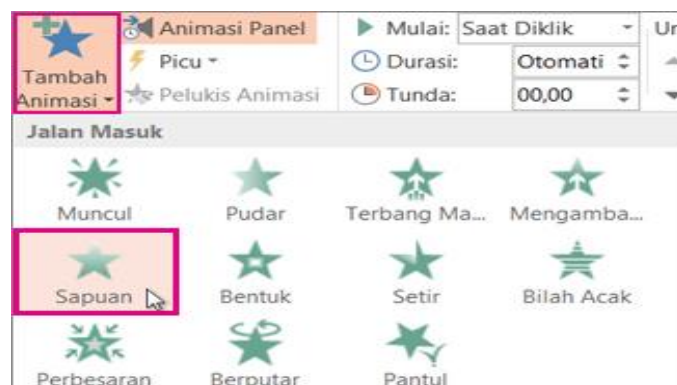 Animasi Panel
Mulai: Saat Diklik
Tambah Animasi
Picu
Durasi: Otomati
Pelukis Animasi
Tunda: 00,00
Jalan Masuk
Muncul Pudar Terbang Ma... Mengamba...
Sapuan Bentuk Setir Bilah Acak
Perbesaran Berputar Pantul